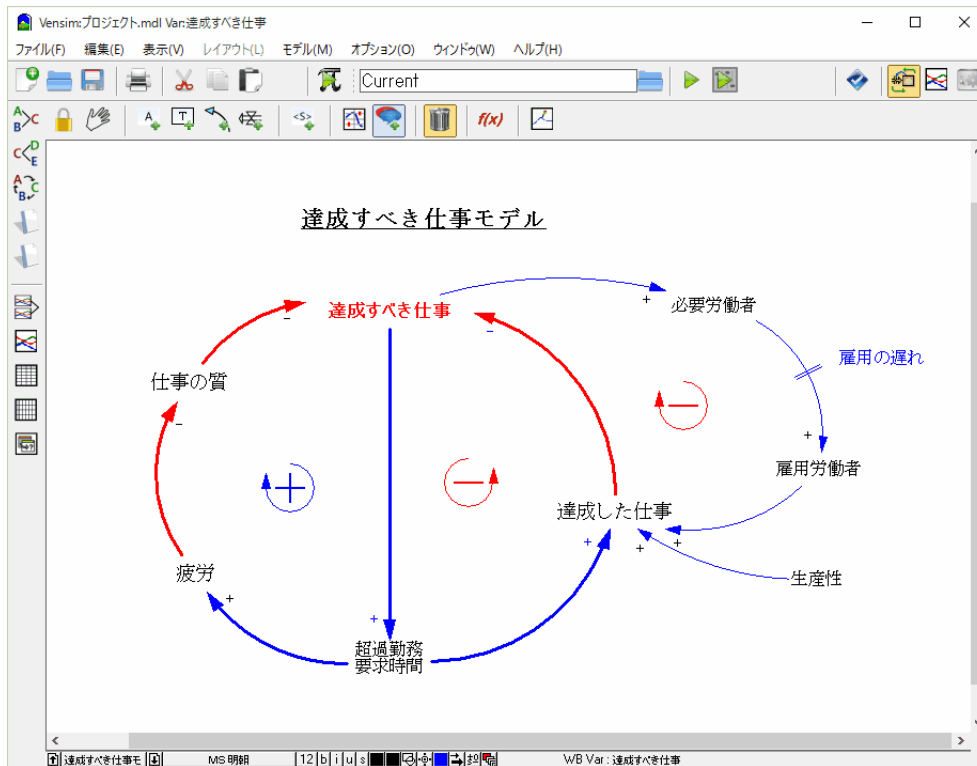 Vensim:プロジェクト.mdl Var:達成すべき仕事
ファイル(F) 編集(E) 表示(V) レイアウト(L) モデル(M) オプション(O) ウィンドウ(W) ヘルプ(H)
Current
f(x)
達成すべき仕事モデル
達成すべき仕事
必要労働者
雇用の遅れ
仕事の質
雇用労働者
達成した仕事
疲労
生産性
超過勤務
要求時間
達成すべき仕事モ MS 明朝 12 b i u s WB Var : 達成すべき仕事